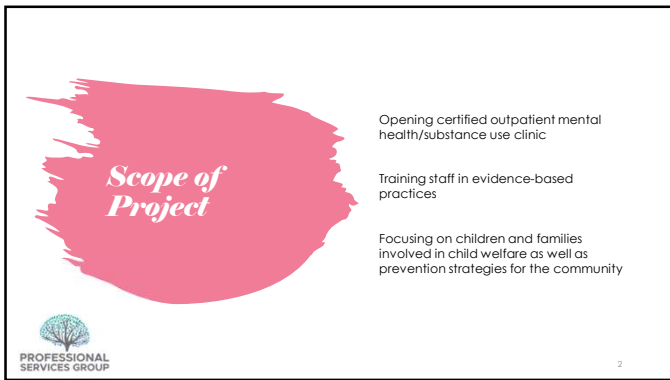 Scope of
Project
Opening certified outpatient mental
health/substance use clinic
Training staff in evidence-based
practices
Focusing on children and families
involved in child welfare as well as
prevention strategies for the community
PROFESSIONAL
SERVICES GROUP
2